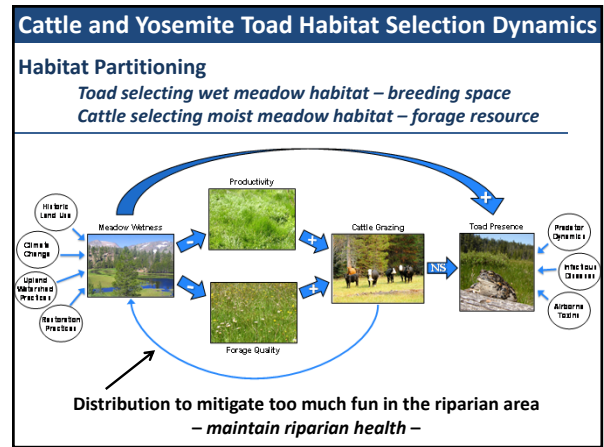 Cattle and Yosemite Toad Habitat Selection Dynamics
Habitat Partitioning
Toad selecting wet meadow habitat – breeding space
Cattle selecting moist meadow habitat – forage resource
Productivity
Historic
Land Use
Meadow Wetness
Cattle Grazing
Toad Presence
+
Predator
Dynamics
-
+
Climate
Change
NS
Infectious
Diseases
Upland
Watershed
Practices
-
+
Airborne
Toxins
Restoration
Practices
Forage Quality
Distribution to mitigate too much fun in the riparian area
– maintain riparian health –